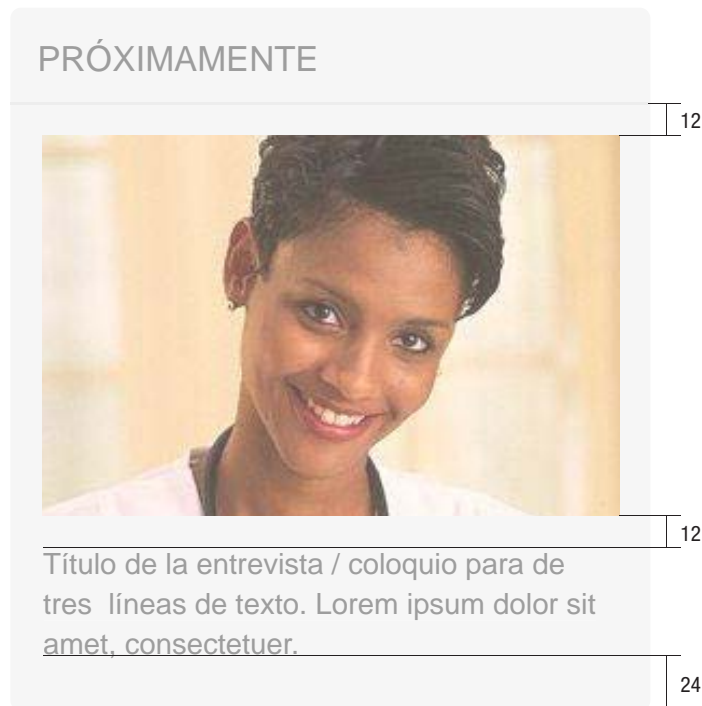 PRÓXIMAMENTE
12
12
Título de la entrevista / coloquio para de
tres  líneas de texto. Lorem ipsum dolor sit
amet, consectetuer.
24